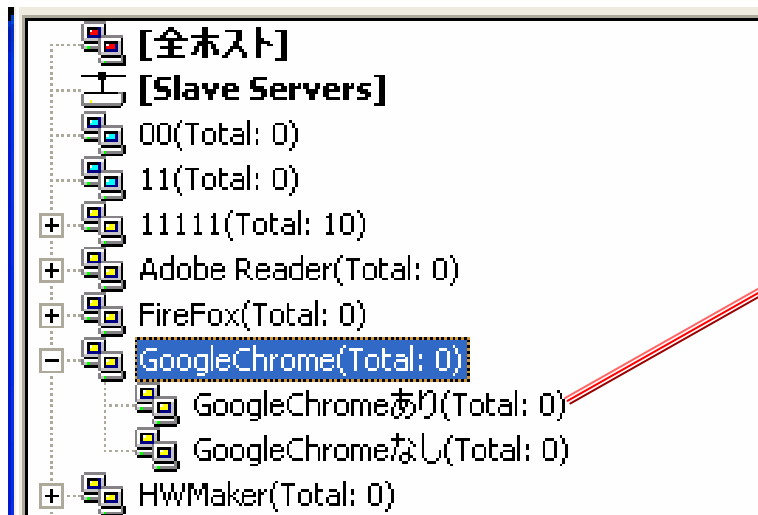 [全ホスト]
[Slave Servers]
00(Total: 0)
11(Total: 0)
11111(Total: 10)
Adobe Reader(Total: 0)
FireFox(Total: 0)
GoogleChrome(Total: 0)
GoogleChromeあり(Total: 0)
GoogleChromeなし(Total: 0)
HWMaker(Total: 0)